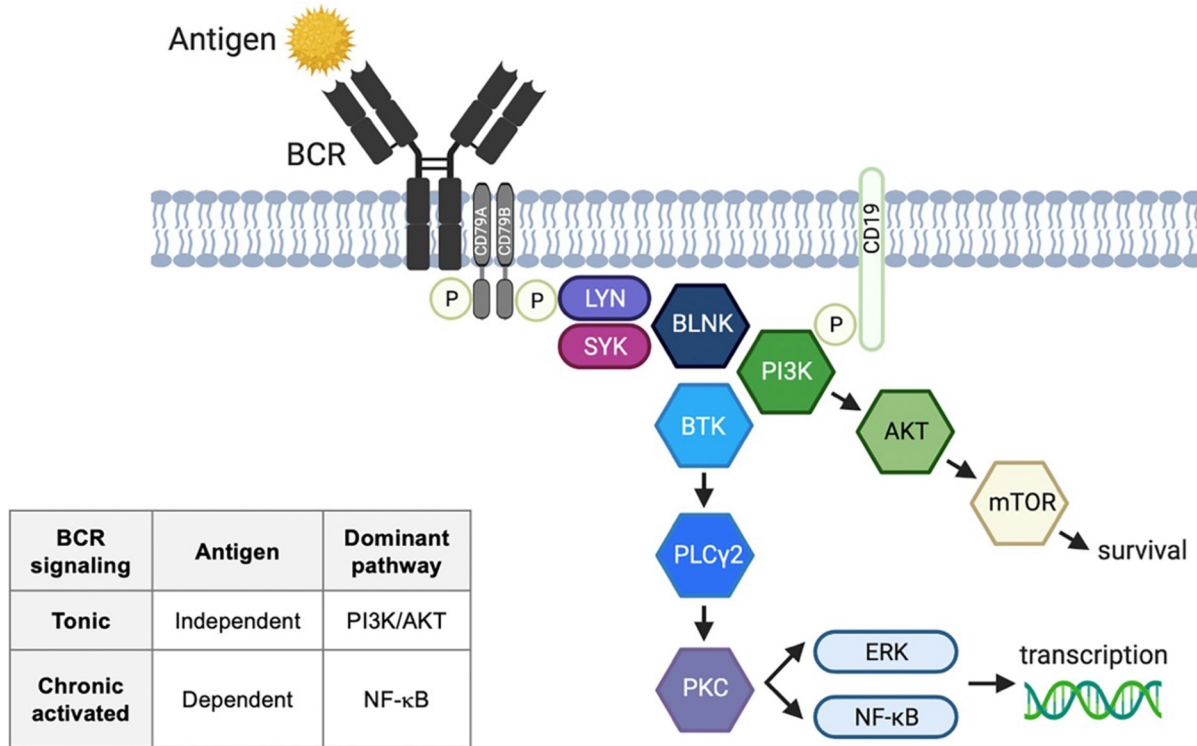 Antigen
BCR
CD79A
CD79B
CD19
P
P
LYN
SYK
BLNK
P
PI3K
BTK
AKT
mTOR
survival
PLCγ2
PKC
ERK
NF-κB
transcription
BCR signaling
Antigen
Dominant pathway
Tonic
Independent
PI3K/AKT
Chronic activated
Dependent
NF-κB